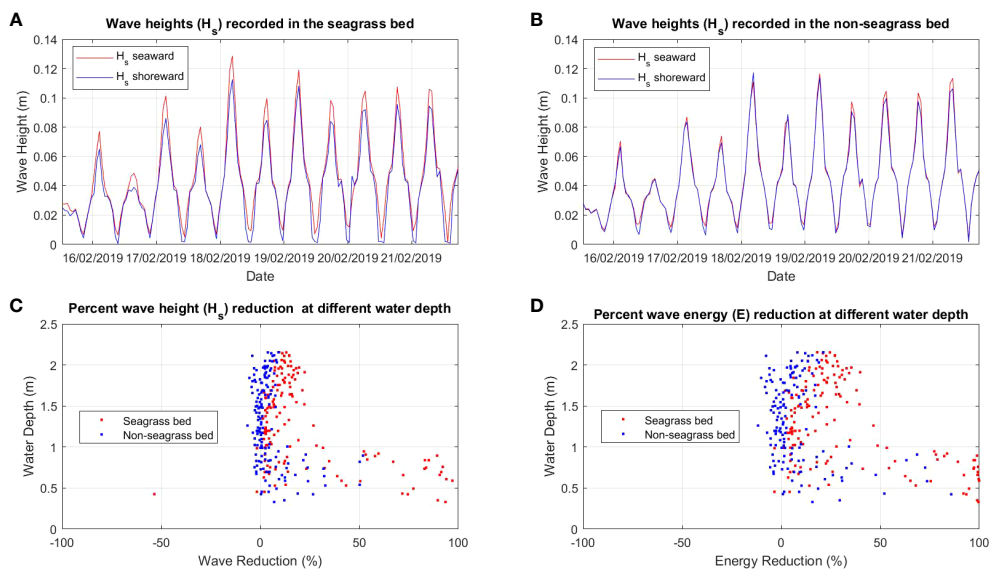 A
Wave heights (Hs) recorded in the seagrass bed
0.14
0.12
0.1
0.08
0.06
0.04
0.02
0
Wave Height (m)
Hs seaward
Hs shoreward
16/02/2019 17/02/2019 18/02/2019 19/02/2019 20/02/2019 21/02/2019
Date
B
Wave heights (Hs) recorded in the non-seagrass bed
0.14
0.12
0.1
0.08
0.06
0.04
0.02
0
Wave Height (m)
Hs seaward
Hs shoreward
16/02/2019 17/02/2019 18/02/2019 19/02/2019 20/02/2019 21/02/2019
Date
C
Percent wave height (Hs) reduction at different water depth
2.5
2
1.5
1
0.5
0
Water Depth (m)
Seagrass bed
Non-seagrass bed
-100 -50 0 50 100
Wave Reduction (%)
D
Percent wave energy (E) reduction at different water depth
2.5
2
1.5
1
0.5
0
Water Depth (m)
Seagrass bed
Non-seagrass bed
-100 -50 0 50 100
Energy Reduction (%)